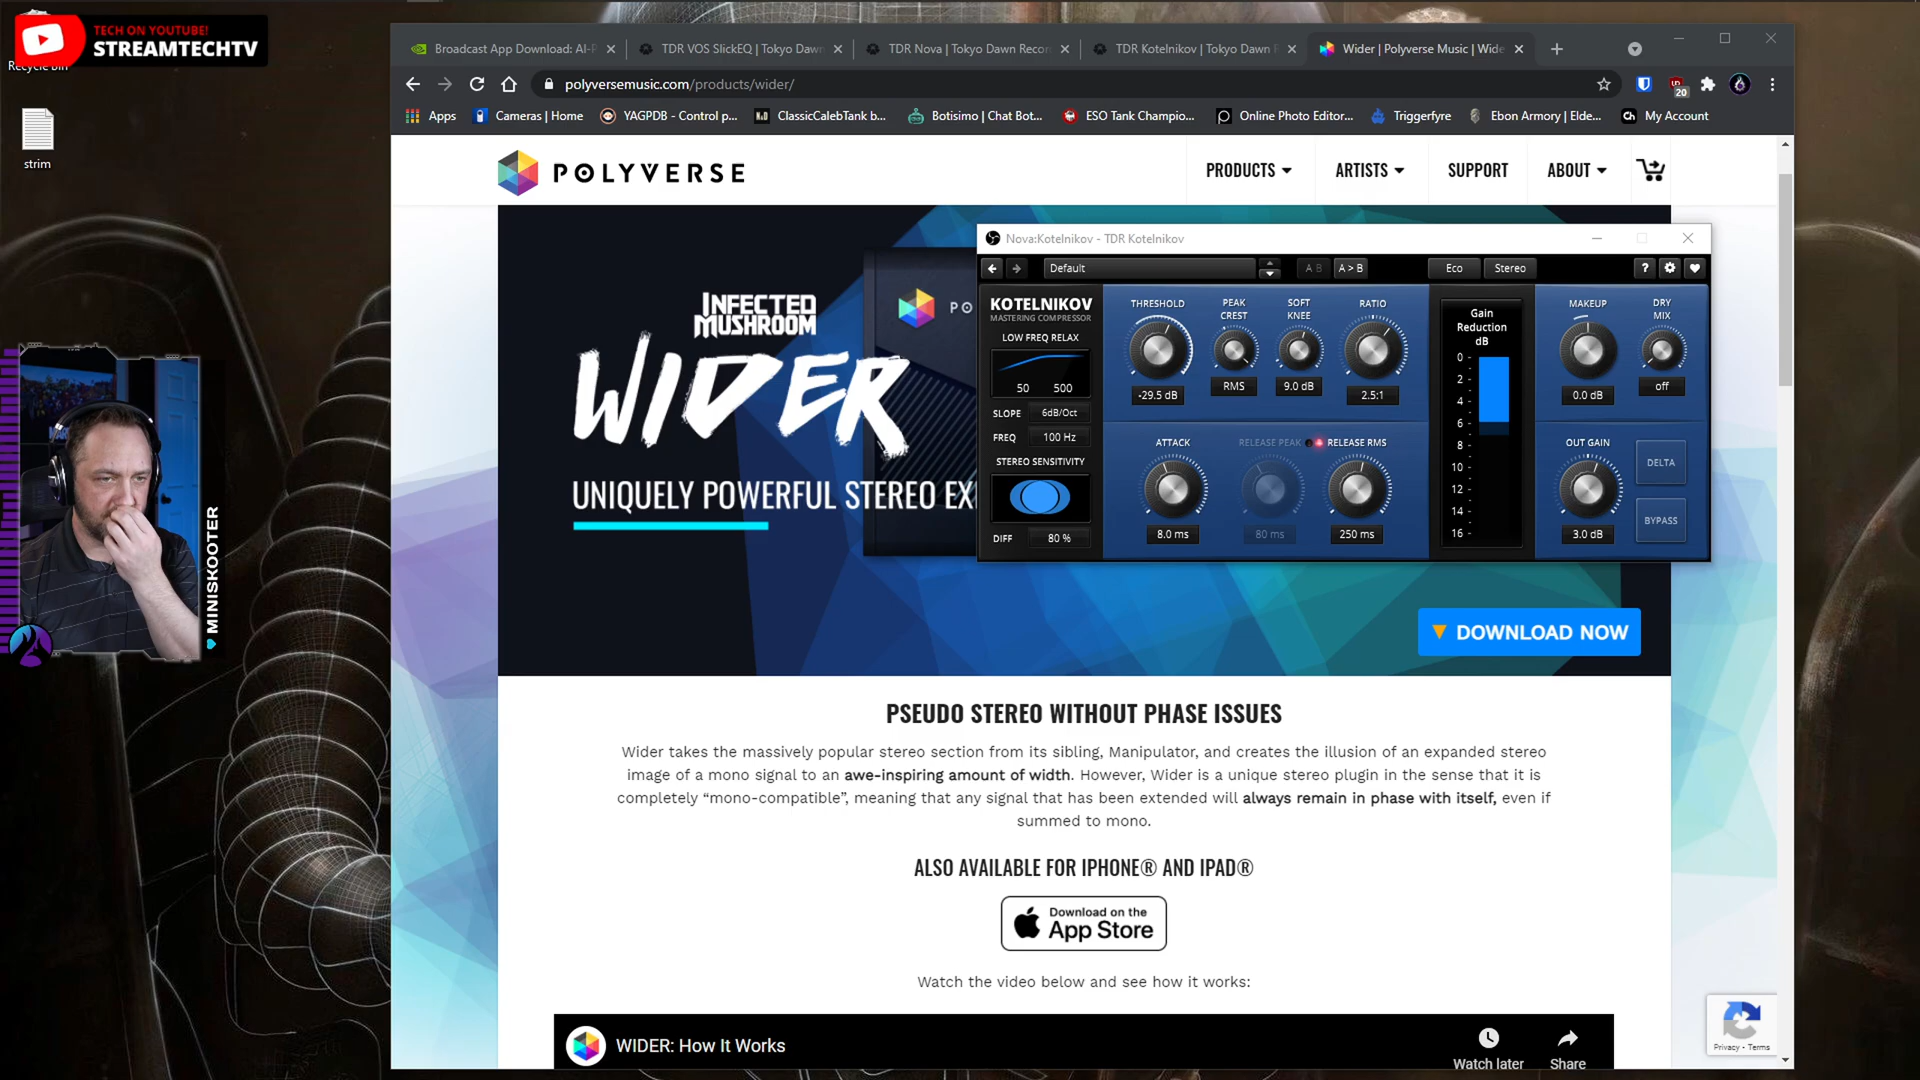 TECH ON YOUTUBE!
STREAMTECHTV
Recycle Bin
strim
MINISKOOTER
Broadcast App Download: AI-P
TDR VOS SlickEQ | Tokyo Dawn
TDR Nova | Tokyo Dawn Recor
TDR Kotelnikov | Tokyo Dawn R
Wider | Polyverse Music | Wide
polyversemusic.com/products/wider/
20
Apps
Cameras | Home
YAGPDB - Control p...
ClassicCalebTank b...
Botisimo | Chat Bot...
ESO Tank Champio...
Online Photo Editor...
Triggerfyre
Ebon Armory | Elde...
My Account
POLYVERSE
PRODUCTS
ARTISTS
SUPPORT
ABOUT
INFECTED
MUSHROOM
WIDER
UNIQUELY POWERFUL STEREO EX
PO
Nova:Kotelnikov - TDR Kotelnikov
Default
A B
A > B
Eco
Stereo
?
KOTELNIKOV
MASTERING COMPRESSOR
LOW FREQ RELAX
50 500
SLOPE 6dB/Oct
FREQ 100 Hz
STEREO SENSITIVITY
DIFF 80 %
THRESHOLD
-29.5 dB
PEAK
CREST
RMS
SOFT
KNEE
9.0 dB
RATIO
2.5:1
ATTACK
8.0 ms
RELEASE PEAK
80 ms
RELEASE RMS
250 ms
Gain
Reduction
dB
0
2
4
6
8
10
12
14
16
MAKEUP
0.0 dB
DRY
MIX
off
OUT GAIN
3.0 dB
DELTA
BYPASS
DOWNLOAD NOW
PSEUDO STEREO WITHOUT PHASE ISSUES
Wider takes the massively popular stereo section from its sibling, Manipulator, and creates the illusion of an expanded stereo
image of a mono signal to an awe-inspiring amount of width. However, Wider is a unique stereo plugin in the sense that it is
completely “mono-compatible”, meaning that any signal that has been extended will always remain in phase with itself, even if
summed to mono.
ALSO AVAILABLE FOR IPHONE® AND IPAD®
Download on the
App Store
Watch the video below and see how it works:
WIDER: How It Works
Watch later
Share
Privacy - Terms